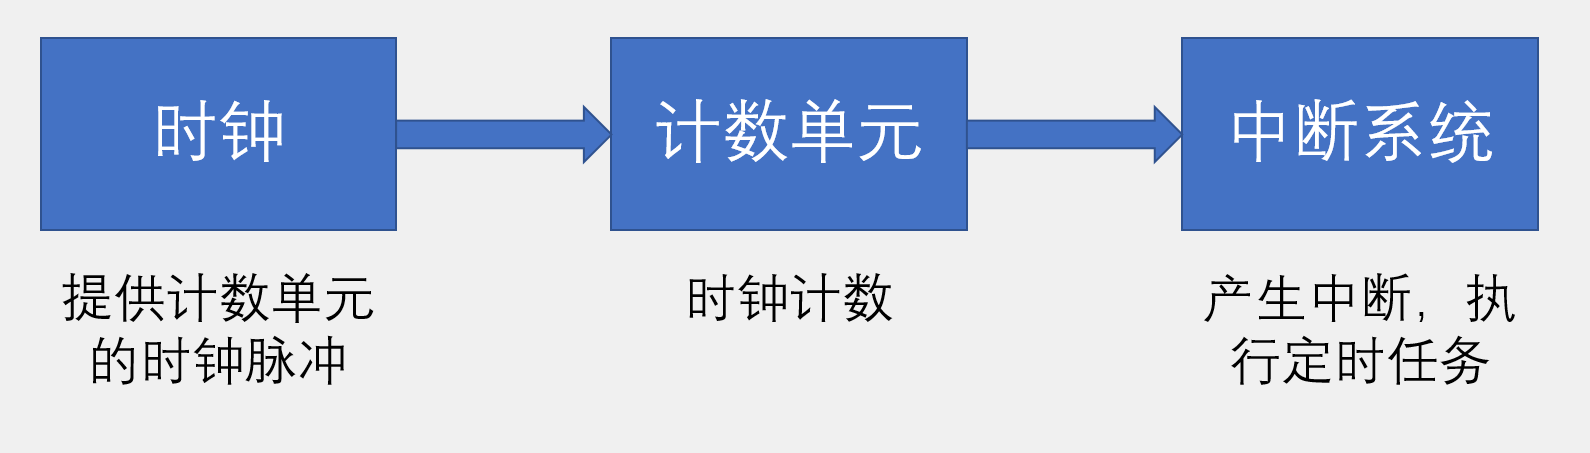 时钟
计数单元
中断系统
提供计数单元
的时钟脉冲
时钟计数
产生中断，执
行定时任务